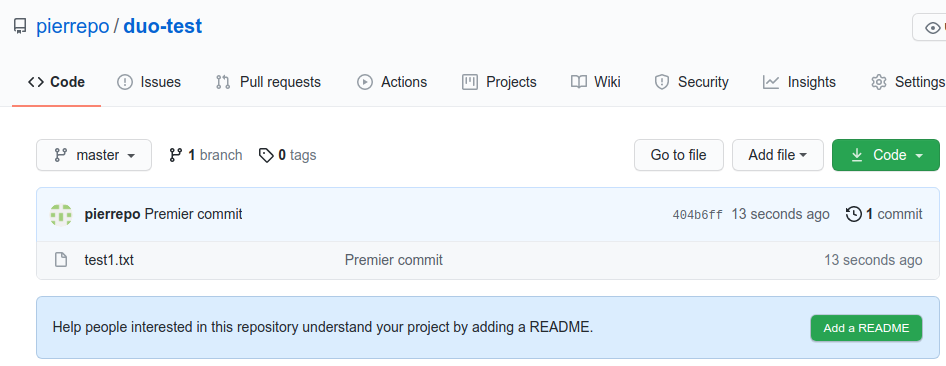 pierrepo / duo-test
Code Issues Pull requests Actions Projects Wiki Security Insights Settings
master 1 branch 0 tags Go to file Add file Code
pierrepo Premier commit 404b6ff 13 seconds ago 1 commit
test1.txt Premier commit 13 seconds ago
Help people interested in this repository understand your project by adding a README. Add a README